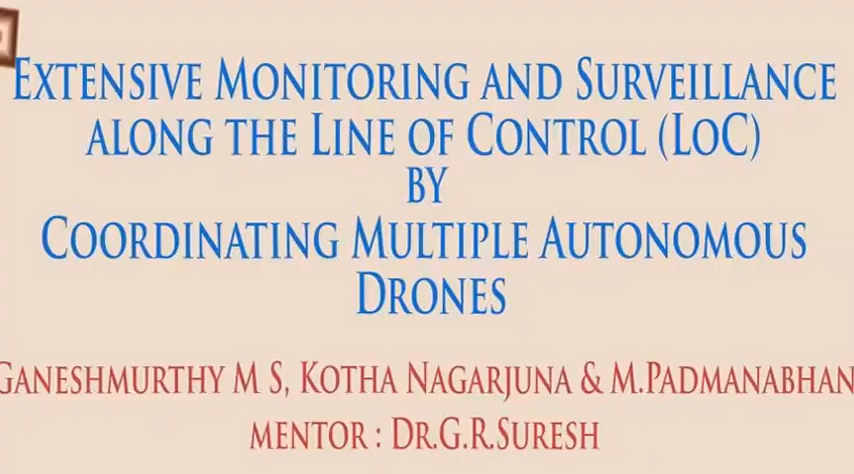 Extensive Monitoring and Surveillance
along the Line of Control (LoC)
by
Coordinating Multiple Autonomous
Drones
Ganeshmurthy M S, Kotha Nagarjuna & M.Padmanabhan
mentor : Dr.G.R.Suresh